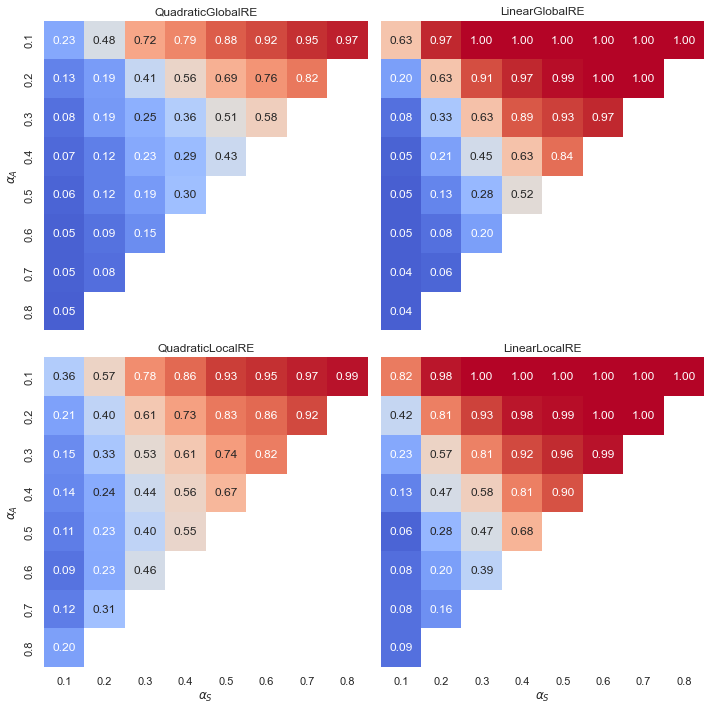 QuadraticGlobalRE
0.1 0.23 0.48 0.72 0.79 0.88 0.92 0.95 0.97
0.2 0.13 0.19 0.41 0.56 0.69 0.76 0.82
0.3 0.08 0.19 0.25 0.36 0.51 0.58
0.4 0.07 0.12 0.23 0.29 0.43
α_A
0.5 0.06 0.12 0.19 0.30
0.6 0.05 0.09 0.15
0.7 0.05 0.08
0.8 0.05
LinearGlobalRE
0.63 0.97 1.00 1.00 1.00 1.00 1.00 1.00
0.20 0.63 0.91 0.97 0.99 1.00 1.00
0.08 0.33 0.63 0.89 0.93 0.97
0.05 0.21 0.45 0.63 0.84
0.05 0.13 0.28 0.52
0.05 0.08 0.20
0.04 0.06
0.04
QuadraticLocalRE
0.1 0.36 0.57 0.78 0.86 0.93 0.95 0.97 0.99
0.2 0.21 0.40 0.61 0.73 0.83 0.86 0.92
0.3 0.15 0.33 0.53 0.61 0.74 0.82
0.4 0.14 0.24 0.44 0.56 0.67
α_A
0.5 0.11 0.23 0.40 0.55
0.6 0.09 0.23 0.46
0.7 0.12 0.31
0.8 0.20
0.1 0.2 0.3 0.4 0.5 0.6 0.7 0.8
α_S
LinearLocalRE
0.82 0.98 1.00 1.00 1.00 1.00 1.00 1.00
0.42 0.81 0.93 0.98 0.99 1.00 1.00
0.23 0.57 0.81 0.92 0.96 0.99
0.13 0.47 0.58 0.81 0.90
0.06 0.28 0.47 0.68
0.08 0.20 0.39
0.08 0.16
0.09
0.1 0.2 0.3 0.4 0.5 0.6 0.7 0.8
α_S